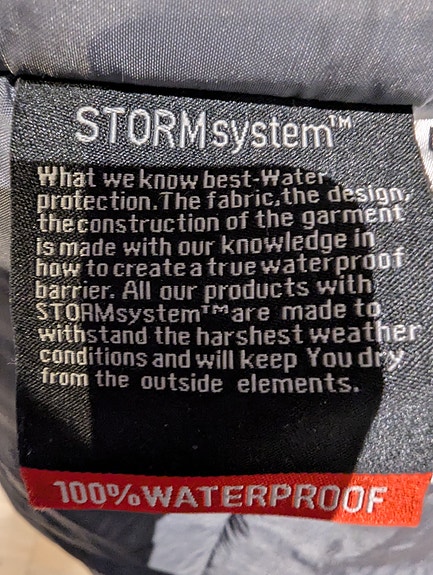 STORMsystem™
What we know best-Water
protection.The fabric,the design,
the construction of the garment
is made with our knowledge in
how to create a true waterproof
barrier. All our products with
STORMsystem™ are made to
withstand the harshest weather
conditions and will keep You dry
from the outside elements.
100% WATERPROOF